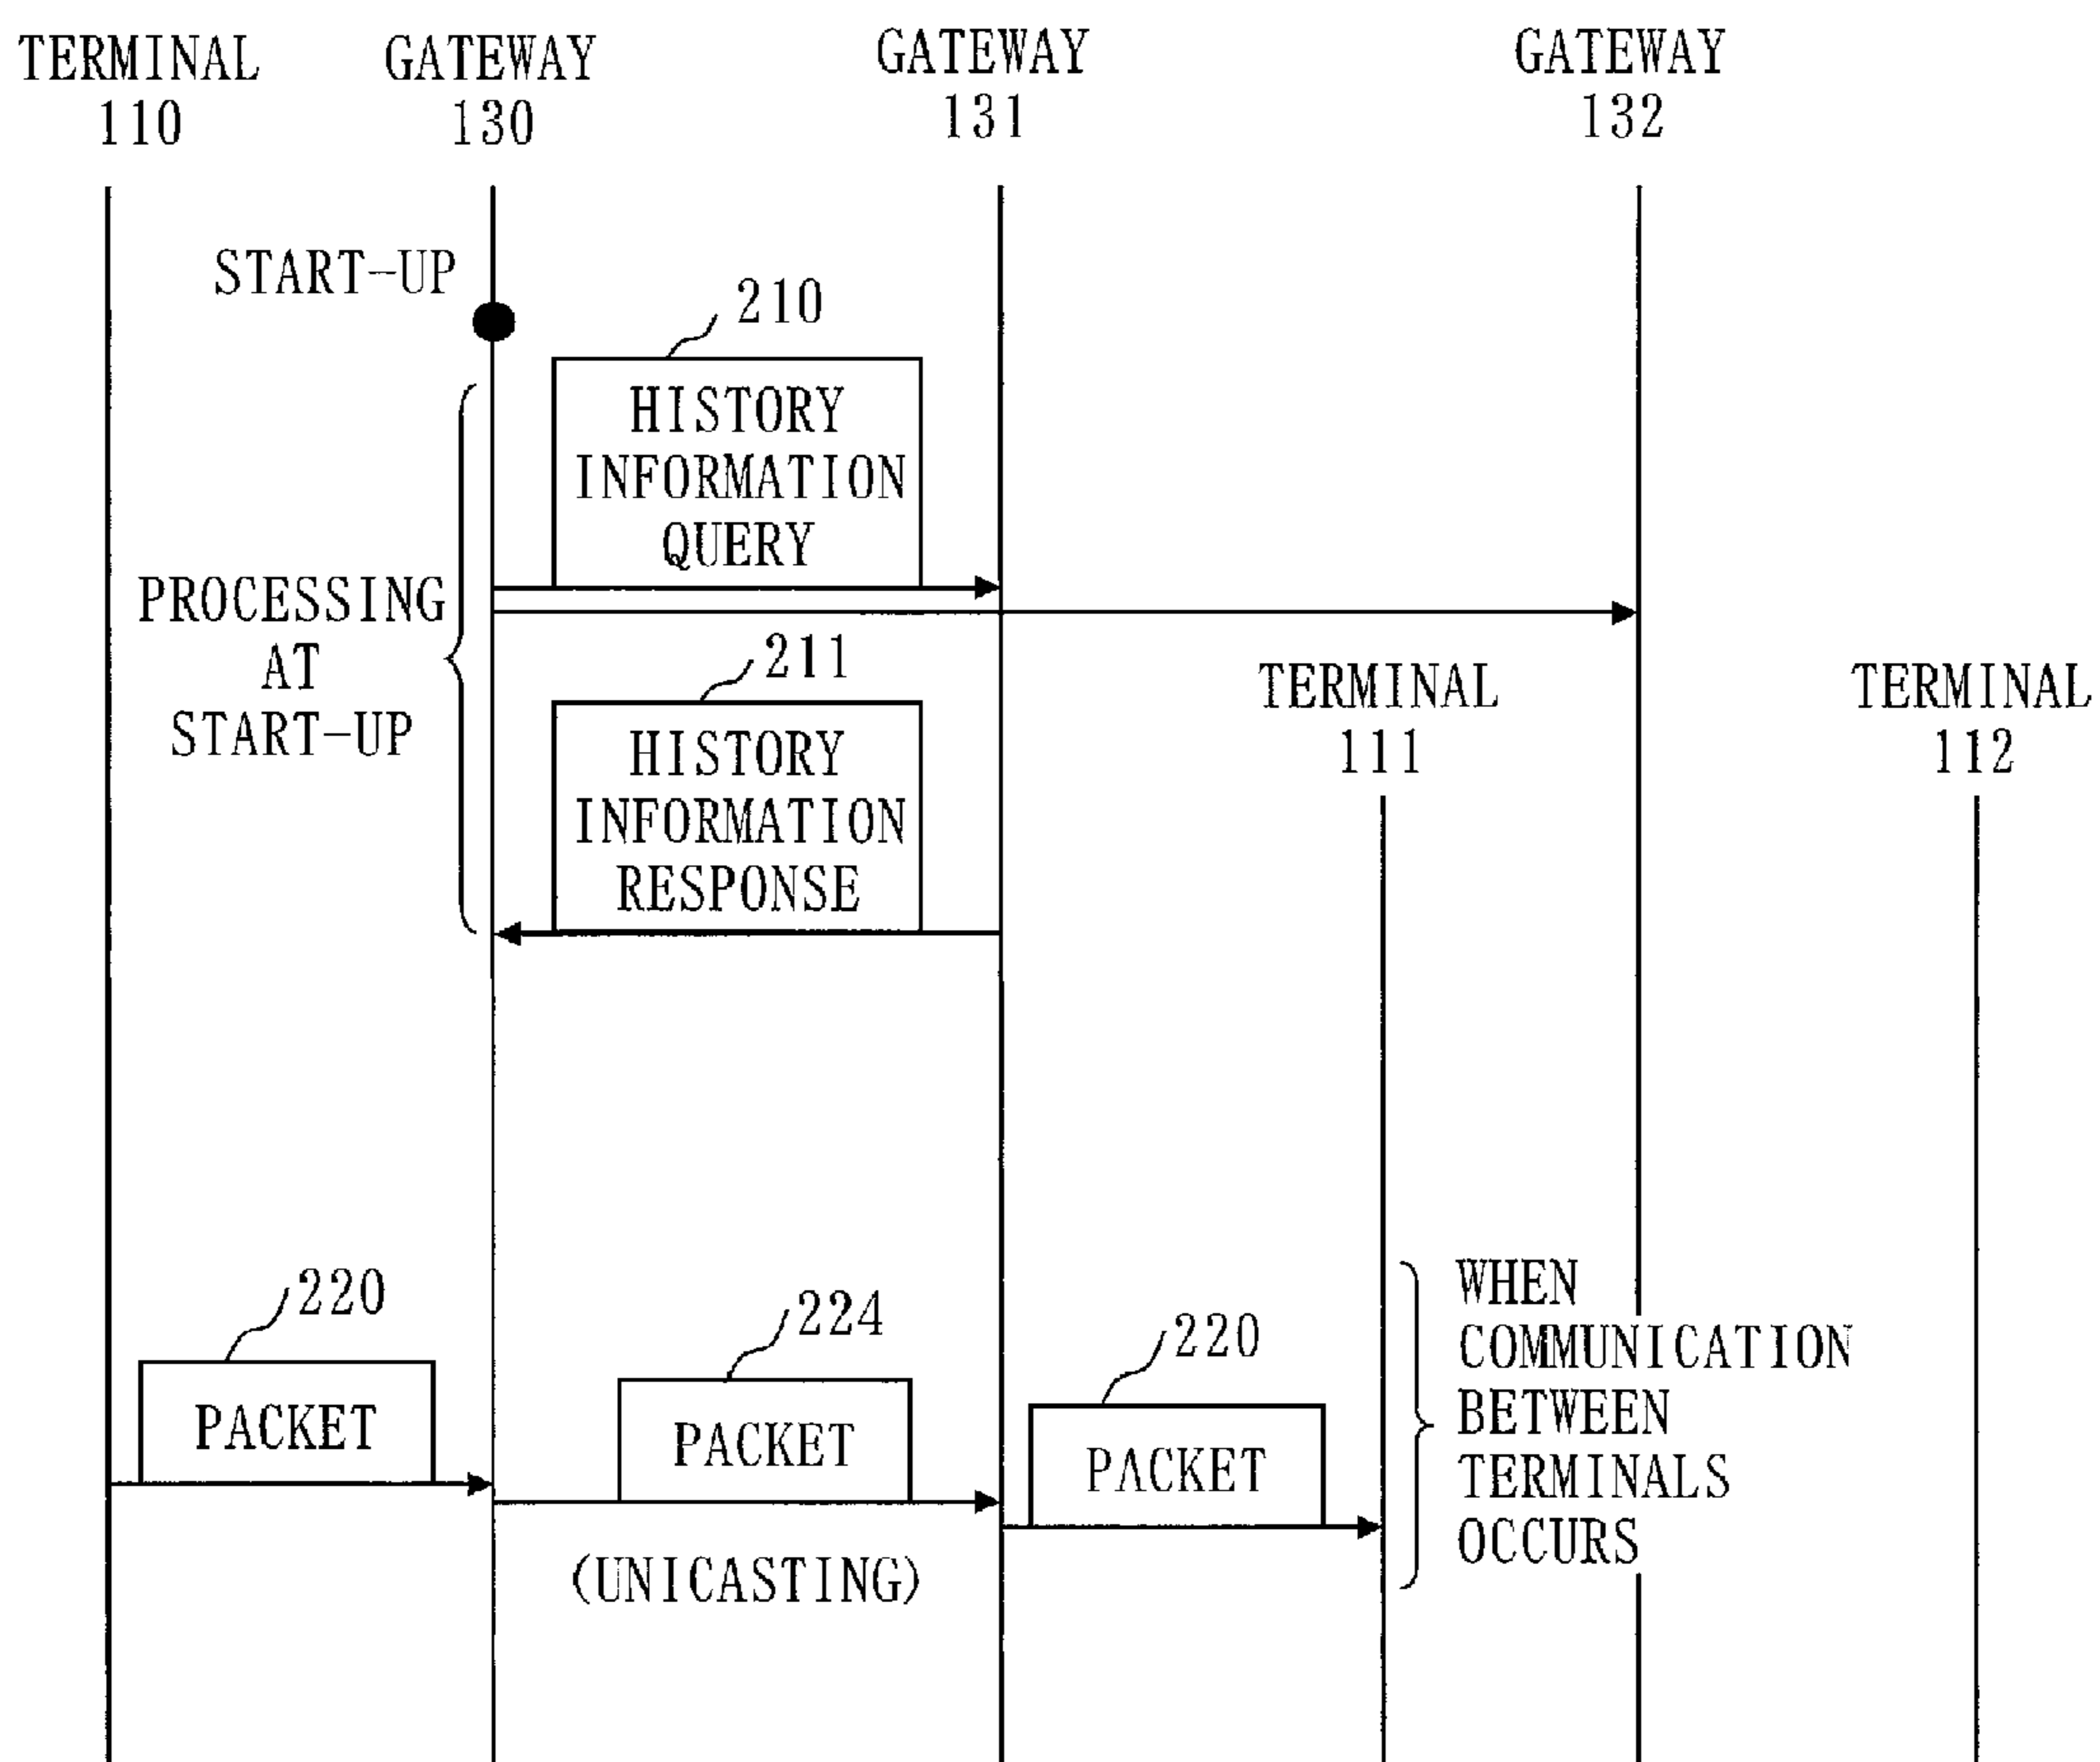 TERMINAL
110
GATEWAY
130
GATEWAY
131
GATEWAY
132
START-UP
210
HISTORY
INFORMATION
QUERY
PROCESSING
AT
START-UP
211
HISTORY
INFORMATION
RESPONSE
TERMINAL
111
TERMINAL
112
220
PACKET
224
PACKET
(UNICASTING)
220
PACKET
WHEN
COMMUNICATION
BETWEEN
TERMINALS
OCCURS